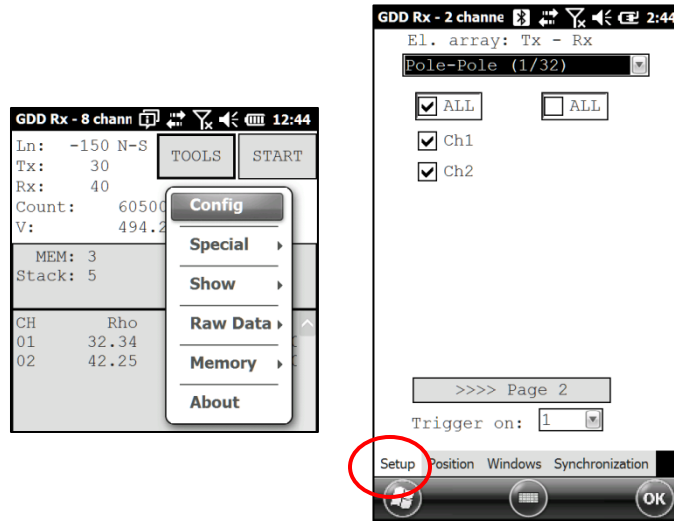 GDD Rx - 8 chann 12:44
Ln: -150 N-S
Tx: 30
Rx: 40
Count: 60500
V: 494.2
TOOLS
START
MEM: 3
Stack: 5
CH Rho
01 32.34
02 42.25
Config
Special
Show
Raw Data
Memory
About
GDD Rx - 2 channe 2:44
El. array: Tx - Rx
Pole-Pole (1/32)
ALL ALL
Ch1
Ch2
>>>> Page 2
Trigger on: 1
Setup Position Windows Synchronization
OK